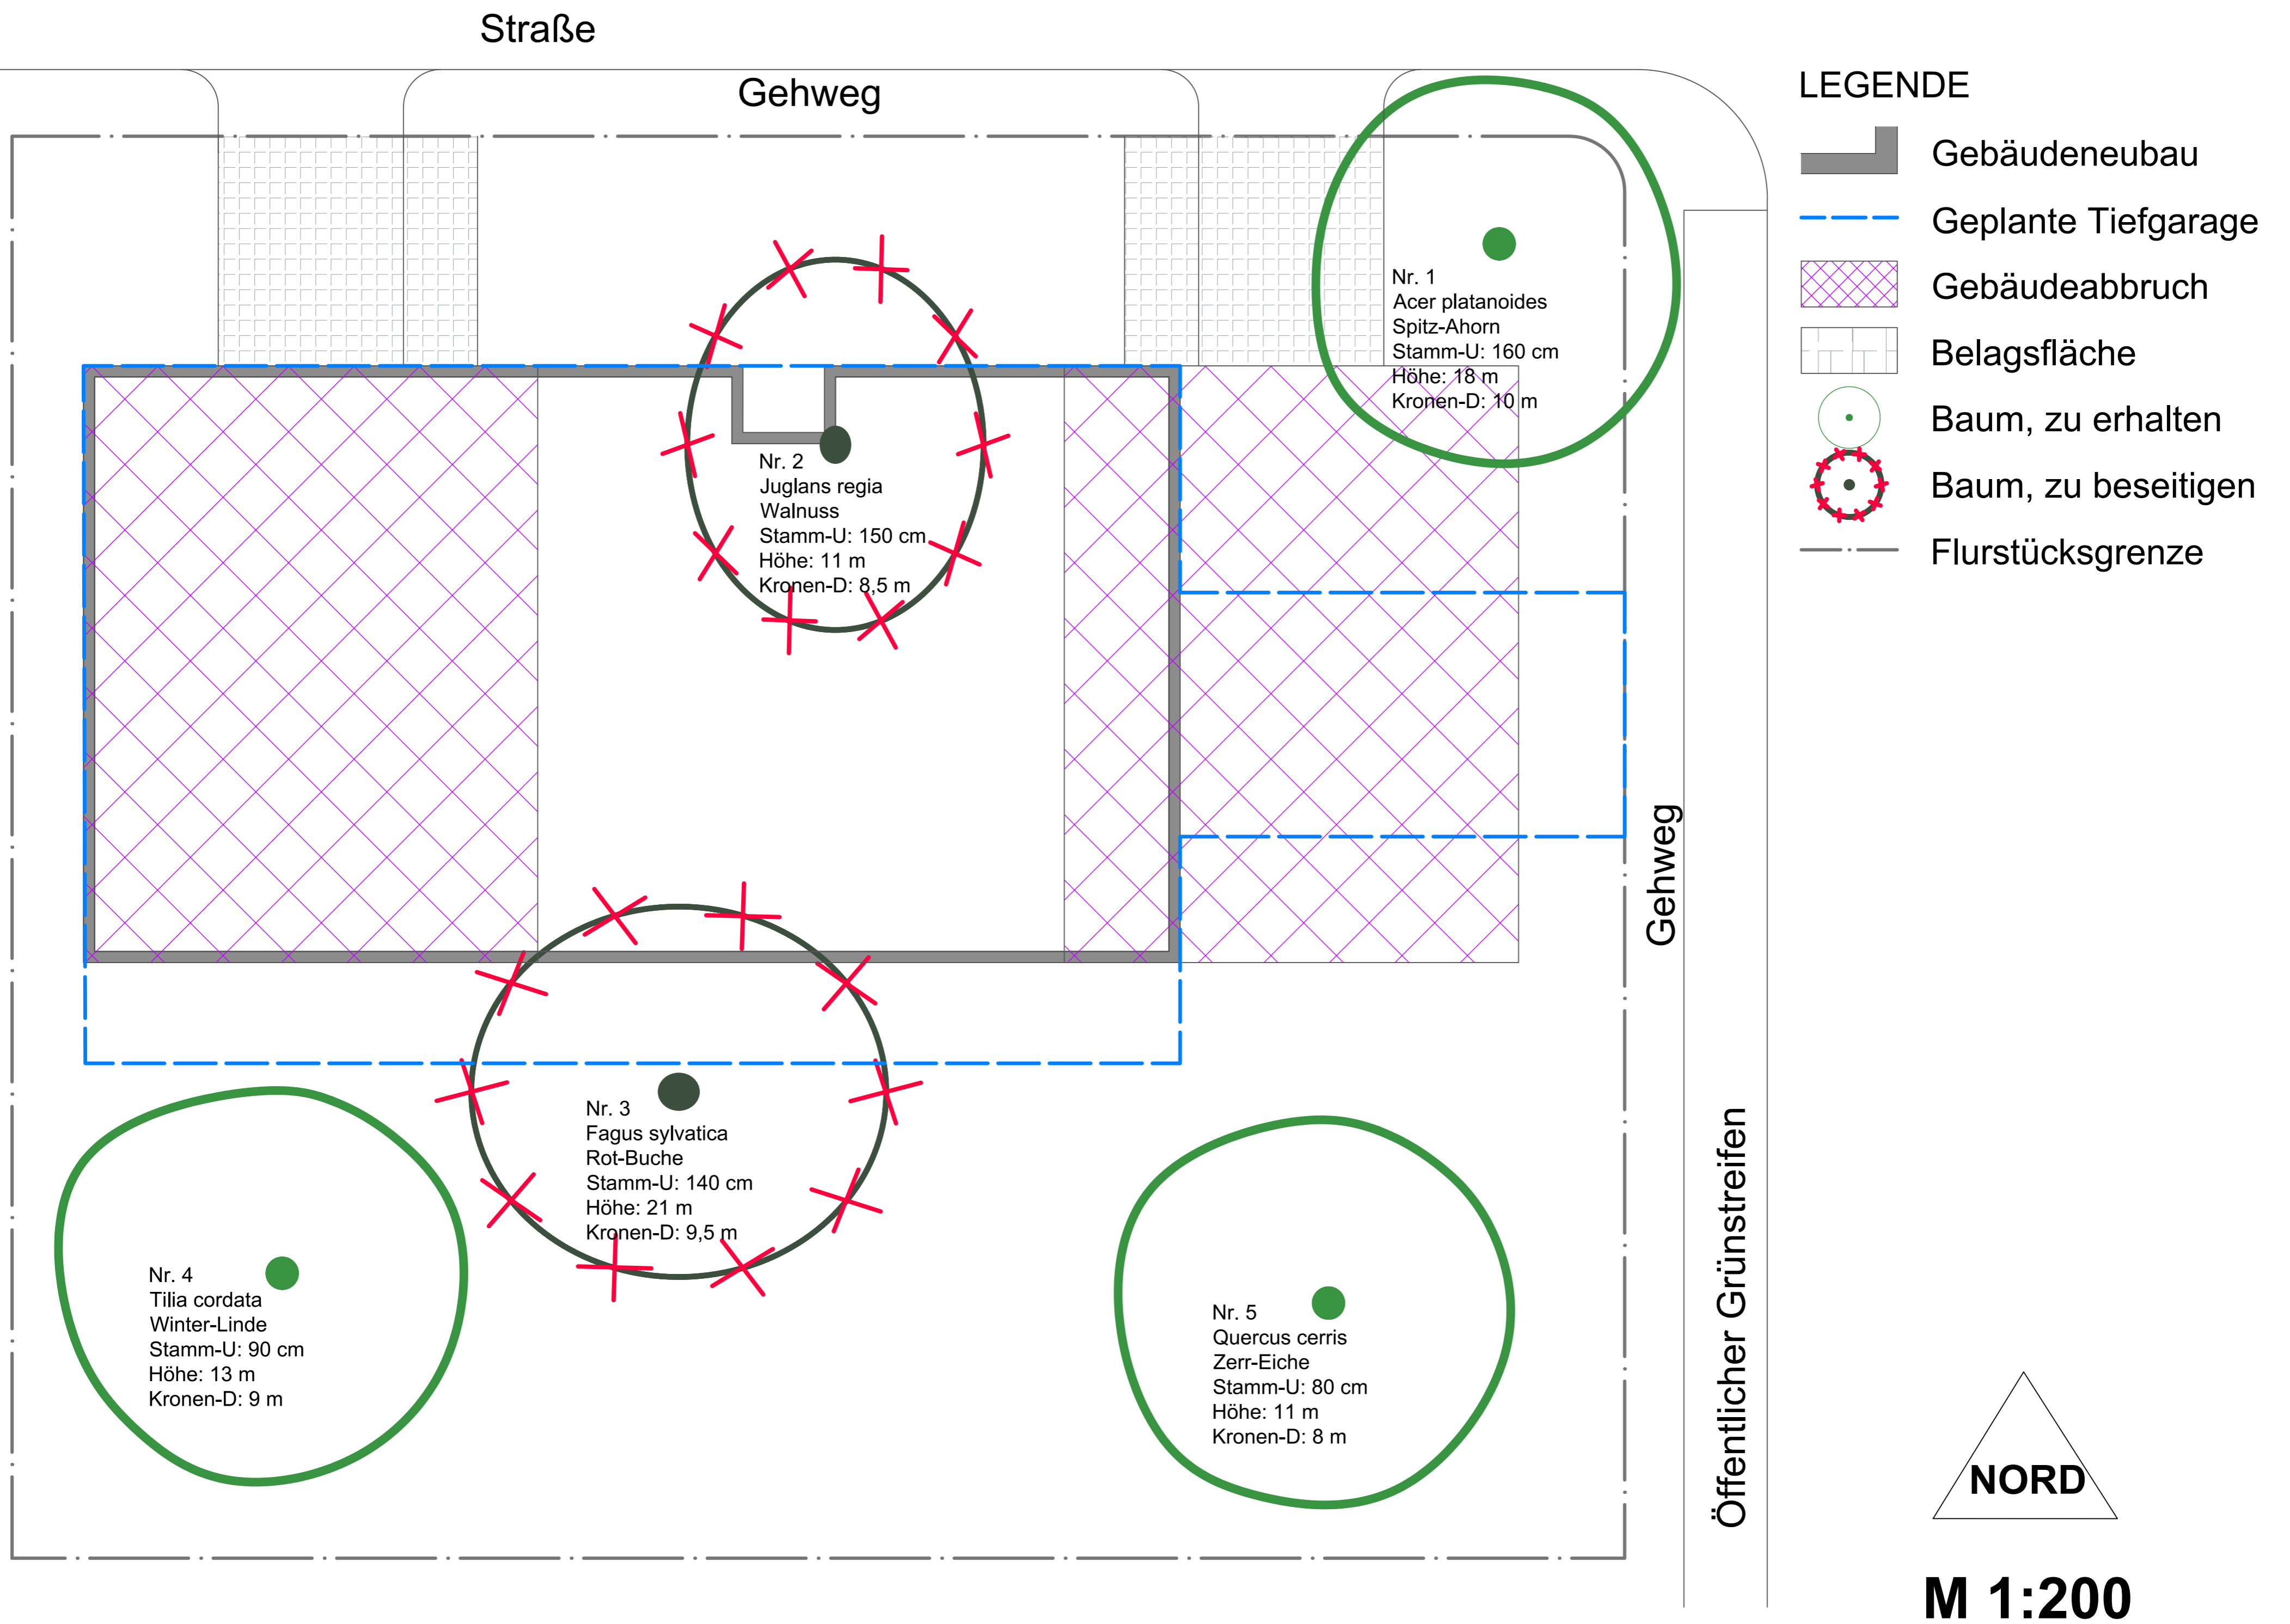 Straße
Gehweg
LEGENDE
Gebäudeneubau
Geplante Tiefgarage
Gebäudeabbruch
Belagsfläche
Baum, zu erhalten
Baum, zu beseitigen
Flurstücksgrenze
Nr. 1
Acer platanoides
Spitz-Ahorn
Stamm-U: 160 cm
Höhe: 18 m
Kronen-D: 10 m
Nr. 2
Juglans regia
Walnuss
Stamm-U: 150 cm
Höhe: 11 m
Kronen-D: 8,5 m
Gehweg
Nr. 3
Fagus sylvatica
Rot-Buche
Stamm-U: 140 cm
Höhe: 21 m
Kronen-D: 9,5 m
Nr. 4
Tilia cordata
Winter-Linde
Stamm-U: 90 cm
Höhe: 13 m
Kronen-D: 9 m
Nr. 5
Quercus cerris
Zerr-Eiche
Stamm-U: 80 cm
Höhe: 11 m
Kronen-D: 8 m
Öffentlicher Grünstreifen
NORD
M 1:200